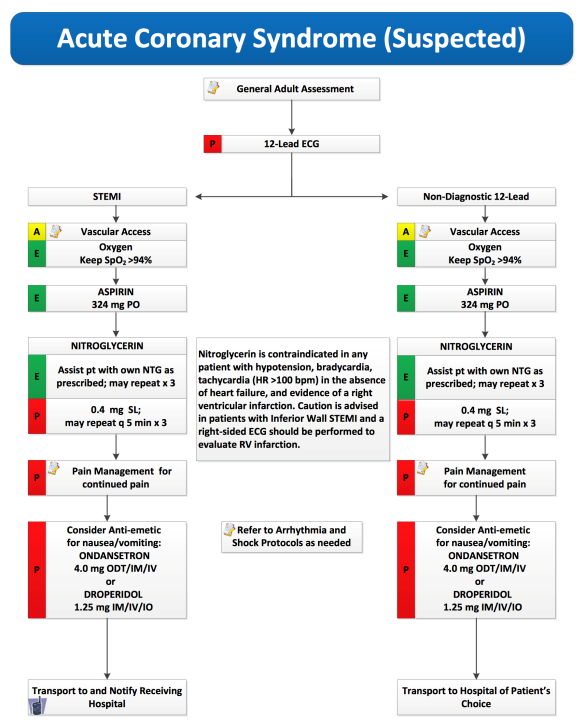 Acute Coronary Syndrome (Suspected)
General Adult Assessment
P
12-Lead ECG
STEMI
A
Vascular Access
E
Oxygen
Keep SpO₂ >94%
E
ASPIRIN
324 mg PO
NITROGLYCERIN
E
Assist pt with own NTG as
prescribed; may repeat x 3
P
0.4 mg SL;
may repeat q 5 min x 3
P
Pain Management for
continued pain
P
Consider Anti-emetic
for nausea/vomiting:
ONDANSETRON
4.0 mg ODT/IM/IV
or
DROPERIDOL
1.25 mg IM/IV/IO
Transport to and Notify Receiving
Hospital
Nitroglycerin is contraindicated in any
patient with hypotension, bradycardia,
tachycardia (HR >100 bpm) in the absence
of heart failure, and evidence of a right
ventricular infarction. Caution is advised
in patients with Inferior Wall STEMI and a
right-sided ECG should be performed to
evaluate RV infarction.
Refer to Arrhythmia and
Shock Protocols as needed
Non-Diagnostic 12-Lead
A
Vascular Access
E
Oxygen
Keep SpO₂ >94%
E
ASPIRIN
324 mg PO
NITROGLYCERIN
E
Assist pt with own NTG as
prescribed; may repeat x 3
P
0.4 mg SL;
may repeat q 5 min x 3
P
Pain Management
for continued pain
P
Consider Anti-emetic
for nausea/vomiting:
ONDANSETRON
4.0 mg ODT/IM/IV
or
DROPERIDOL
1.25 mg IM/IV/IO
Transport to Hospital of Patient's
Choice